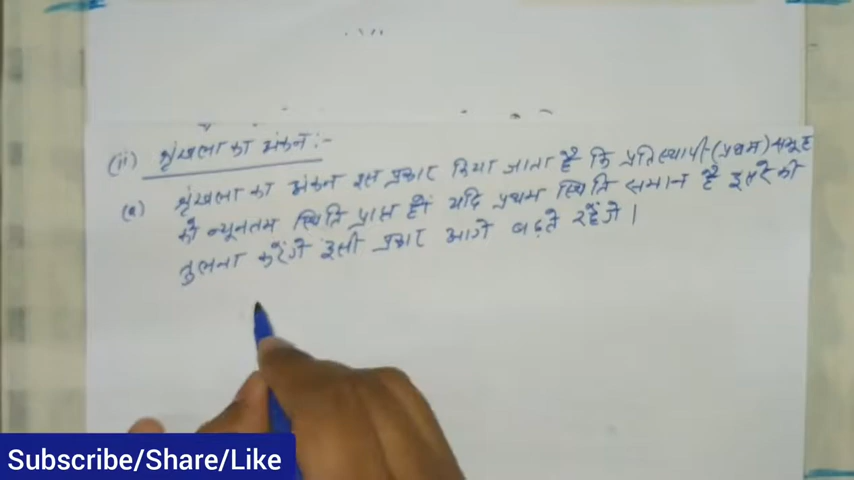 (ii) श्रृंखला का अंकन :-
(a) श्रृंखला का अंकन इस प्रकार किया जाता है कि प्रतिस्थापी (प्रथम) समूह
को न्यूनतम स्थिति प्राप्त हो। यदि प्रथम स्थिति समान है दूसरे की
तुलना करेंगे इसी प्रकार आगे बढ़ते रहेंगे।
Subscribe/Share/Like